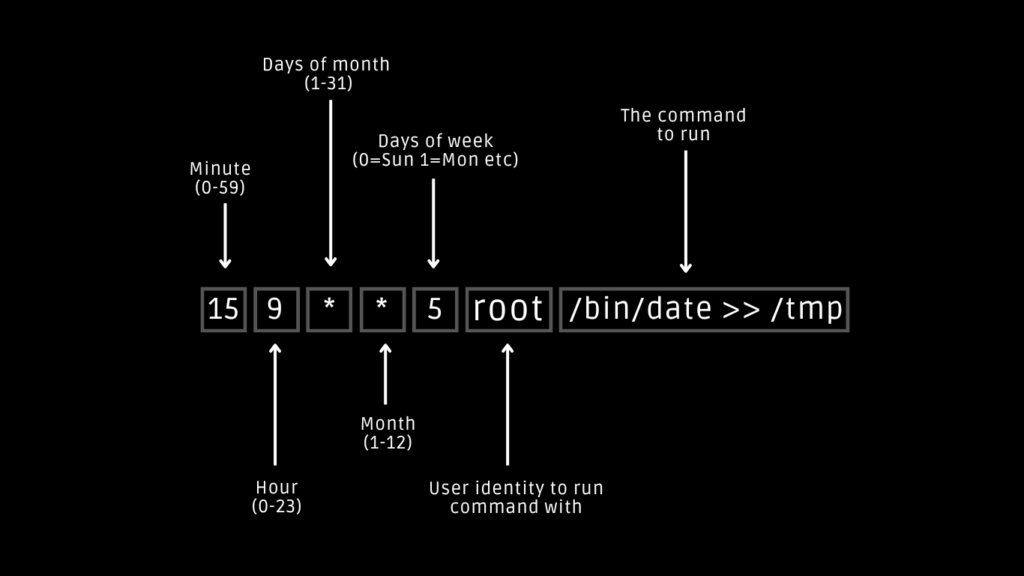 Days of month
(1-31)
The command
to run
Days of week
(0=Sun 1=Mon etc)
Minute
(0-59)
15 9 * * 5 root /bin/date >> /tmp
Month
(1-12)
Hour
(0-23)
User identity to run
command with